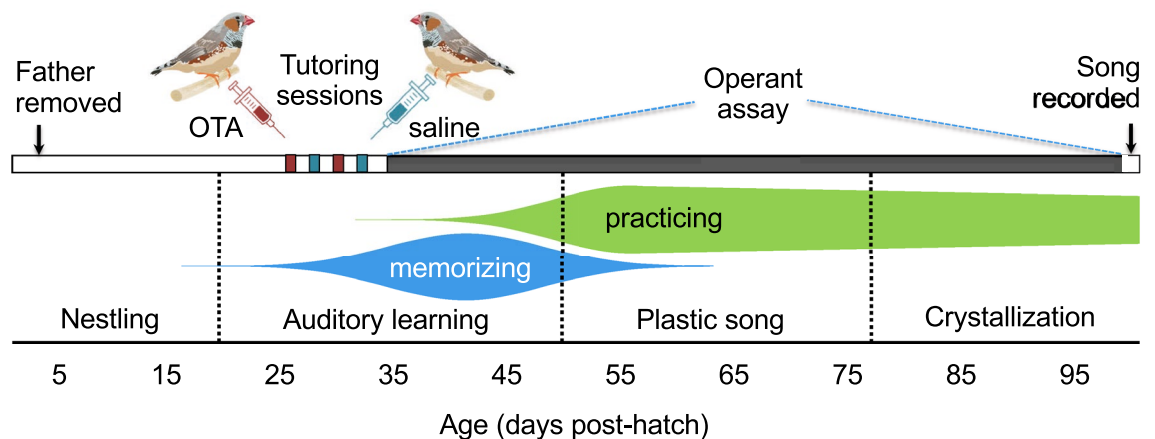 Father
removed
OTA
Tutoring
sessions
saline
Operant
assay
Song
recorded
practicing
memorizing
Nestling
Auditory learning
Plastic song
Crystallization
5 15 25 35 45 55 65 75 85 95
Age (days post-hatch)